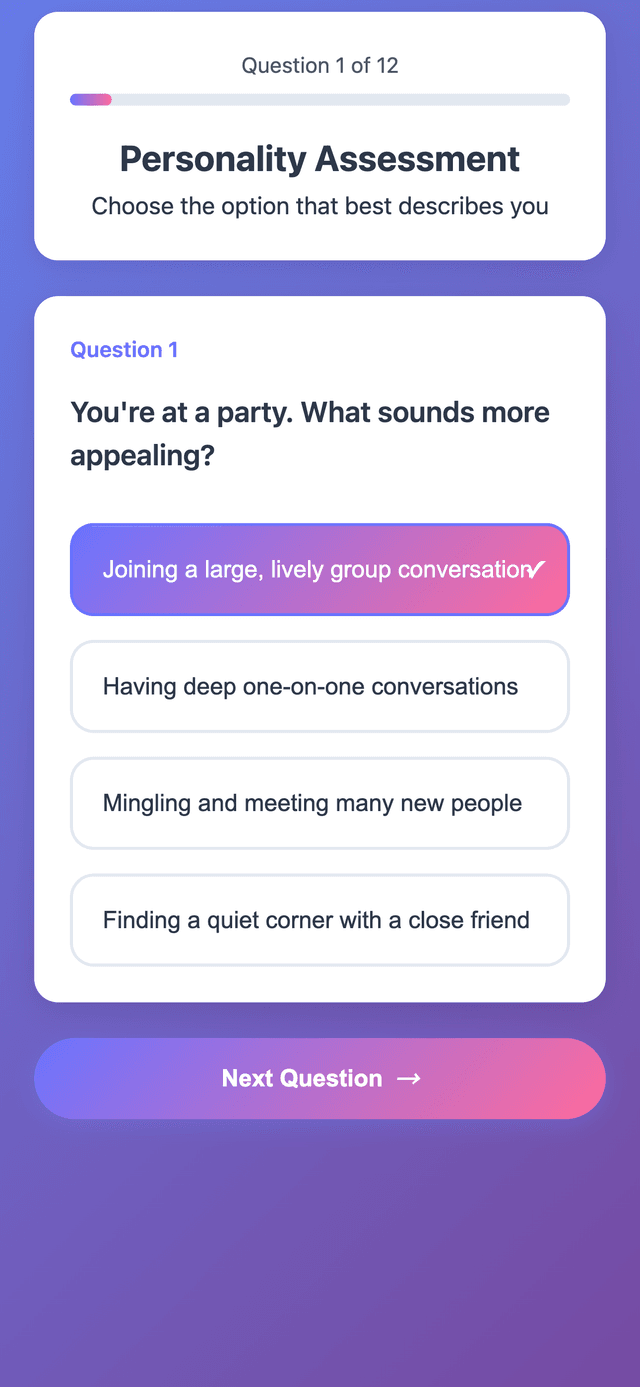 Question 1 of 12
Personality Assessment
Choose the option that best describes you
Question 1
You're at a party. What sounds more
appealing?
Joining a large, lively group conversation✓
Having deep one-on-one conversations
Mingling and meeting many new people
Finding a quiet corner with a close friend
Next Question →